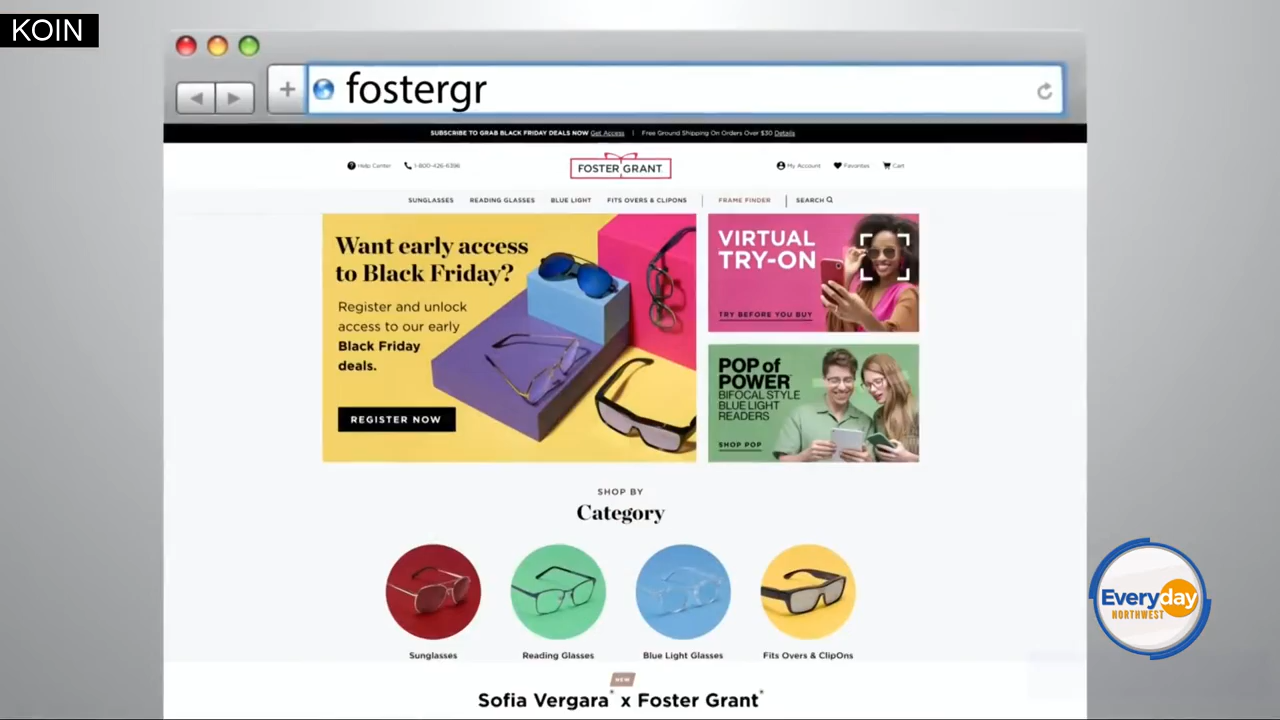 KOIN
fostergr
SUBSCRIBE TO GRAB BLACK FRIDAY DEALS NOW Get Access | Free Ground Shipping On Orders Over $30 Details
Help Center 1-800-426-6396
FOSTER GRANT
My Account Favorites Cart
SUNGLASSES READING GLASSES BLUE LIGHT FITS OVERS & CLIPONS | FRAME FINDER | SEARCH
Want early access
to Black Friday?
Register and unlock
access to our early
Black Friday
deals.
REGISTER NOW
VIRTUAL
TRY-ON
TRY BEFORE YOU BUY
POP of
POWER
BIFOCAL STYLE
BLUE LIGHT
READERS
SHOP POP
SHOP BY
Category
Sunglasses Reading Glasses Blue Light Glasses Fits Overs & ClipOns
NEW
Sofia Vergara* x Foster Grant*
Everyday
NORTHWEST